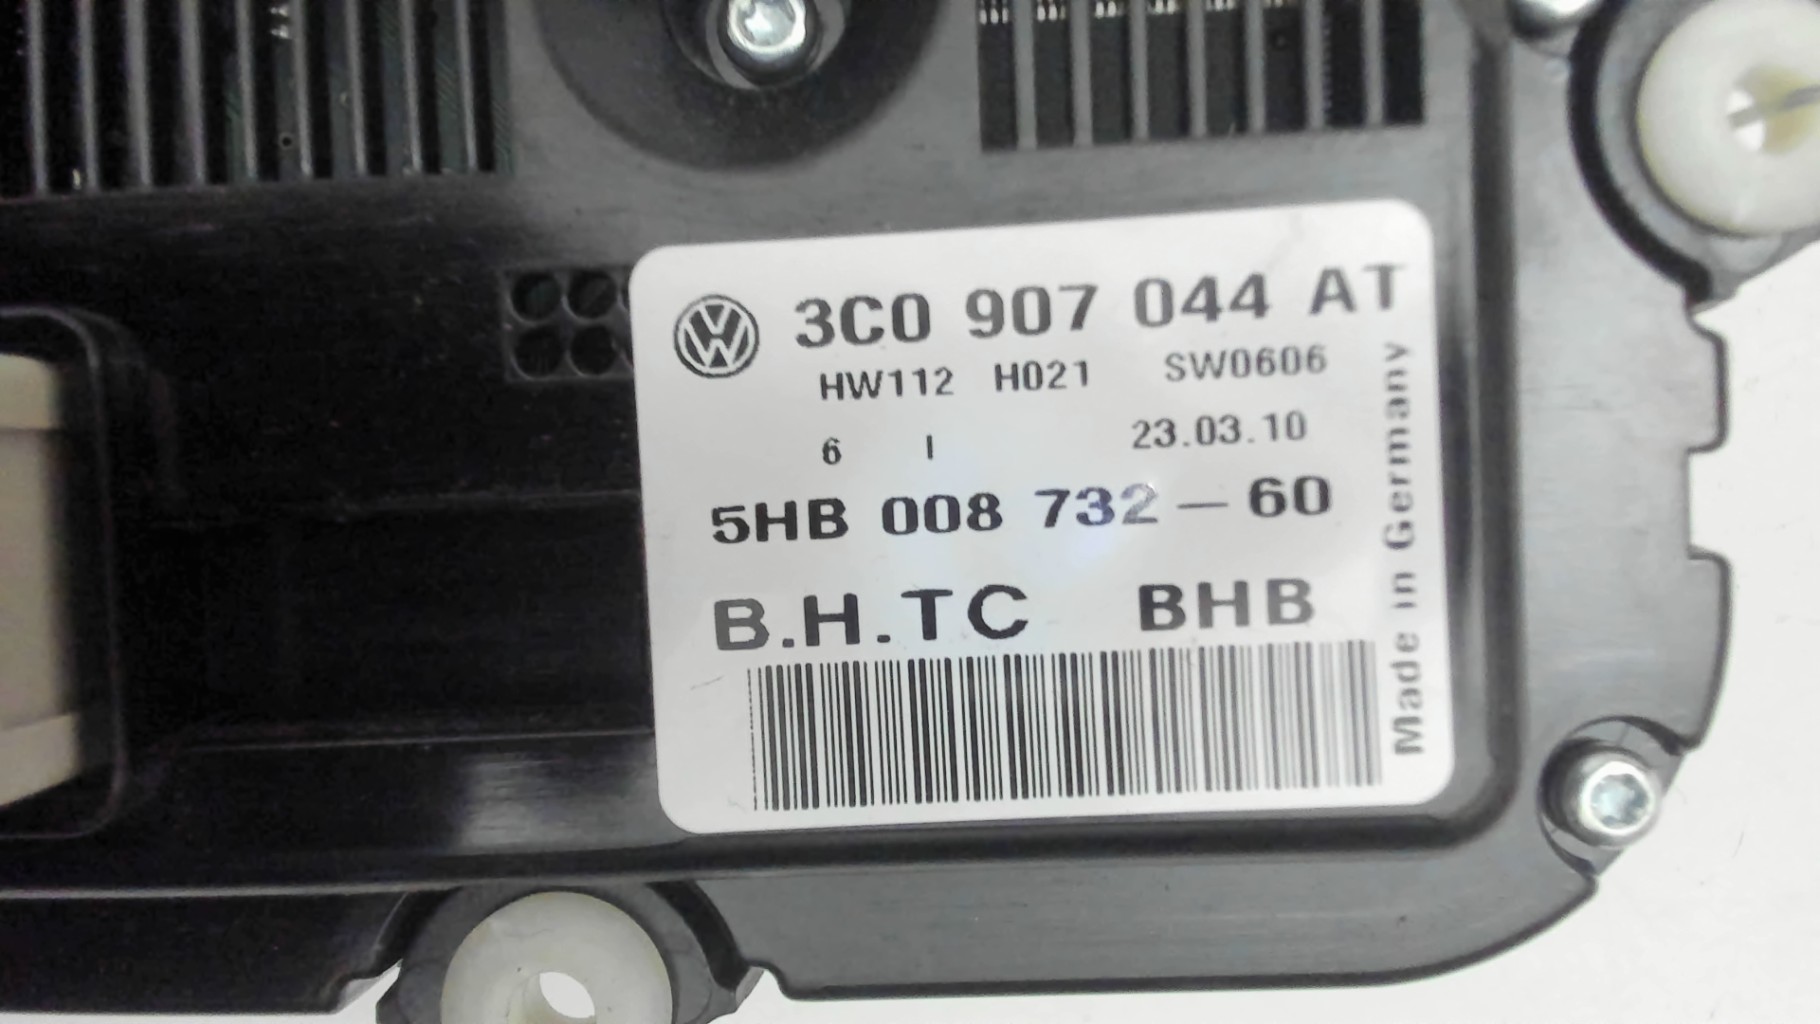 3C0 907 044 AT
HW112 H021 SW0606
6 I 23.03.10
5HB 008 732-60
B.H.TC BHB
Made in Germany